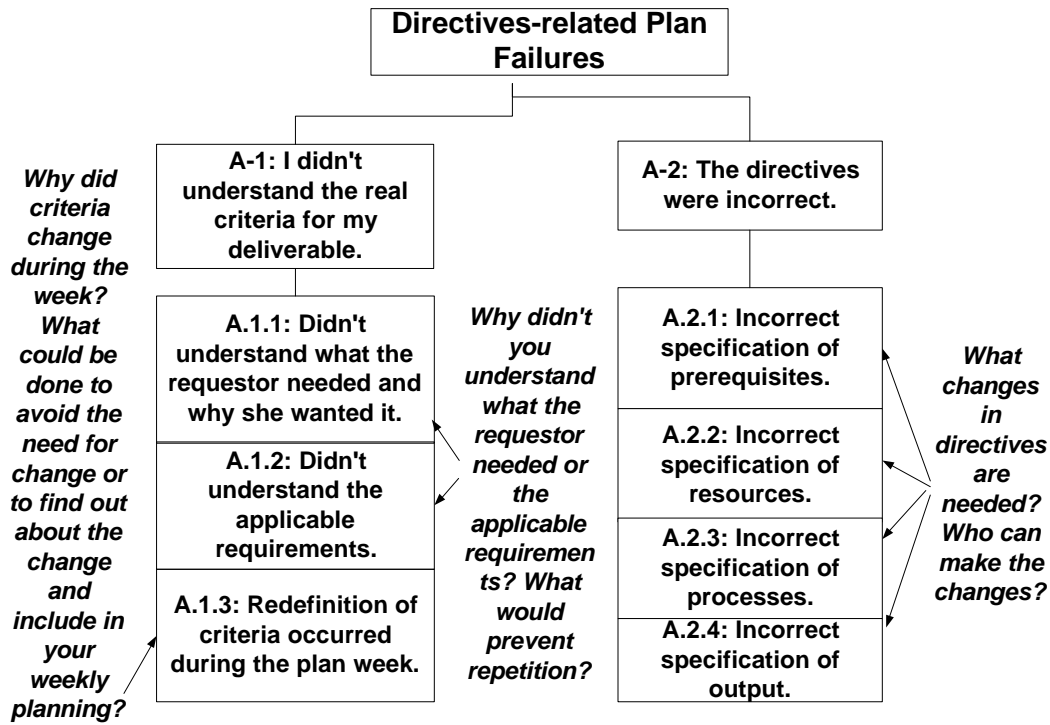 Directives-related Plan
Failures
A-1: I didn't
understand the real
criteria for my
deliverable.
A-2: The directives
were incorrect.
Why did
criteria
change
during the
week?
What
could be
done to
avoid the
need for
change or
to find out
about the
change
and
include in
your
weekly
planning?
A.1.1: Didn't
understand what the
requestor needed and
why she wanted it.
A.1.2: Didn't
understand the
applicable
requirements.
A.1.3: Redefinition of
criteria occurred
during the plan week.
Why didn't
you
understand
what the
requestor
needed or
the
applicable
requiremen
ts? What
would
prevent
repetition?
A.2.1: Incorrect
specification of
prerequisites.
A.2.2: Incorrect
specification of
resources.
A.2.3: Incorrect
specification of
processes.
A.2.4: Incorrect
specification of
output.
What
changes
in
directives
are
needed?
Who can
make the
changes?